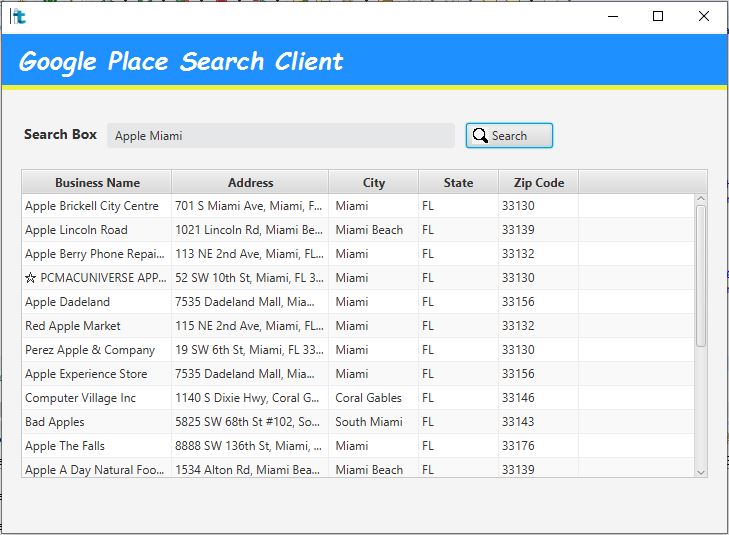 Google Place Search Client
Search Box Apple Miami Search
Business Name Address City State Zip Code
Apple Brickell City Centre 701 S Miami Ave, Miami, F... Miami FL 33130
Apple Lincoln Road 1021 Lincoln Rd, Miami Be... Miami Beach FL 33139
Apple Berry Phone Repai... 113 NE 2nd Ave, Miami, FL... Miami FL 33132
☆ PCMACUNIVERSE APP... 52 SW 10th St, Miami, FL 3... Miami FL 33130
Apple Dadeland 7535 Dadeland Mall, Mia... Miami FL 33156
Red Apple Market 115 NE 2nd Ave, Miami, FL... Miami FL 33132
Perez Apple & Company 19 SW 6th St, Miami, FL 33... Miami FL 33130
Apple Experience Store 7535 Dadeland Mall, Mia... Miami FL 33156
Computer Village Inc 1140 S Dixie Hwy, Coral G... Coral Gables FL 33146
Bad Apples 5825 SW 68th St #102, So... South Miami FL 33143
Apple The Falls 8888 SW 136th St, Miami, ... Miami FL 33176
Apple A Day Natural Foo... 1534 Alton Rd, Miami Bea... Miami Beach FL 33139